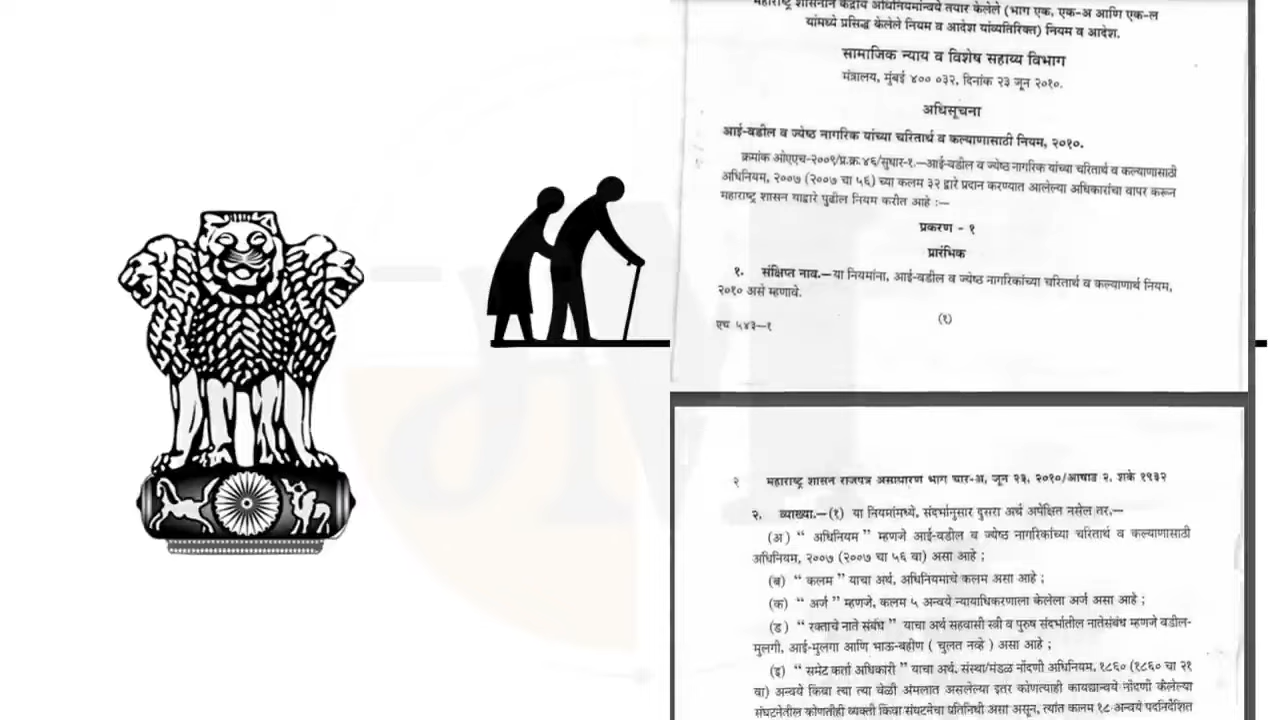 महाराष्ट्र शासनाने केंद्रीय अधिनियमांन्वये तयार केलेले (भाग एक, एक-अ आणि एक-ल
यांमध्ये प्रसिद्ध केलेले नियम व आदेश यांव्यतिरिक्त) नियम व आदेश.
सामाजिक न्याय व विशेष सहाय्य विभाग
मंत्रालय, मुंबई ४०० ०३२, दिनांक २३ जून २०१०.
अधिसूचना
आई-वडील व ज्येष्ठ नागरिक यांच्या चरितार्थ व कल्याणासाठी नियम, २०१०.
क्रमांक ओएएच-२००९/प्र.क्र.४६/सुधार-१.—आई-वडील व ज्येष्ठ नागरिक यांच्या चरितार्थ व कल्याणासाठी
अधिनियम, २००७ (२००७ चा ५६) च्या कलम ३२ द्वारे प्रदान करण्यात आलेल्या अधिकारांचा वापर करून
महाराष्ट्र शासन याद्वारे पुढील नियम करीत आहे :—
प्रकरण - १
प्रारंभिक
१. संक्षिप्त नाव.—या नियमांना, आई-वडील व ज्येष्ठ नागरिकांच्या चरितार्थ व कल्याणार्थ नियम,
२०१० असे म्हणावे.
एच ५४३—१
(१)
२ महाराष्ट्र शासन राजपत्र असाधारण भाग चार-अ, जून २३, २०१०/आषाढ २, शके १९३२
२. व्याख्या.—(१) या नियमांमध्ये, संदर्भानुसार दुसरा अर्थ अपेक्षित नसेल तर,—
(अ) “ अधिनियम ” म्हणजे आई-वडील व ज्येष्ठ नागरिकांच्या चरितार्थ व कल्याणासाठी
अधिनियम, २००७ (२००७ चा ५६ वा) असा आहे ;
(ब) “ कलम ” याचा अर्थ, अधिनियमाचे कलम असा आहे ;
(क) “ अर्ज ” म्हणजे, कलम ५ अन्वये न्यायाधिकरणाला केलेला अर्ज असा आहे ;
(ड) “ रक्ताचे नाते संबंध ” याचा अर्थ सहवासी स्त्री व पुरुष संदर्भातील नातेसंबंध म्हणजे वडील-
मुलगी, आई-मुलगा आणि भाऊ-बहीण ( चुलत नव्हे ) असा आहे ;
(इ) “ समेट कर्ता अधिकारी ” याचा अर्थ, संस्था/मंडळ नोंदणी अधिनियम, १८६० (१८६० चा २१
वा) अन्वये किंवा त्या त्या वेळी अंमलात असलेल्या इतर कोणत्याही कायद्यान्वये नोंदणी केलेल्या
संघटनेतील कोणतीही व्यक्ती किंवा संघटनेचा प्रतिनिधी असा असून, त्यांत कलम १८ अन्वये पदनिर्देशित